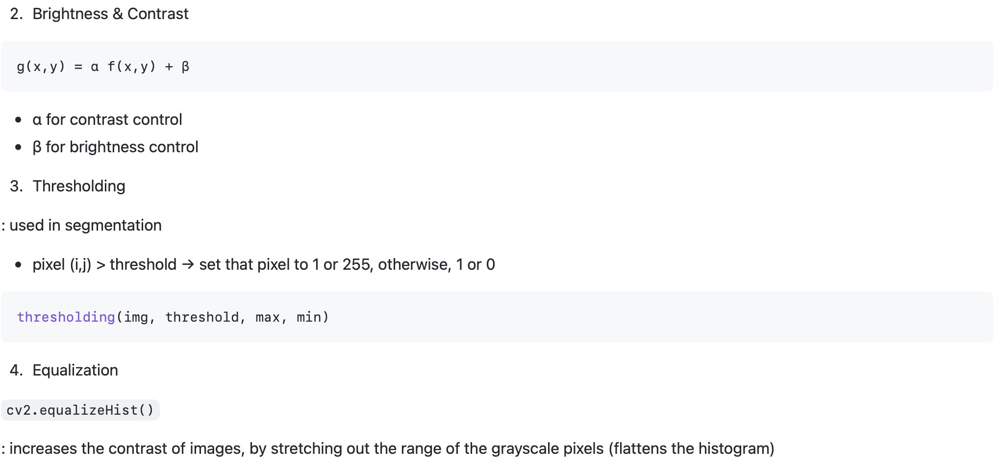 2. Brightness & Contrast
g(x,y) = α f(x,y) + β
• α for contrast control
• β for brightness control
3. Thresholding
: used in segmentation
• pixel (i,j) > threshold → set that pixel to 1 or 255, otherwise, 1 or 0
thresholding(img, threshold, max, min)
4. Equalization
cv2.equalizeHist()
: increases the contrast of images, by stretching out the range of the grayscale pixels (flattens the histogram)